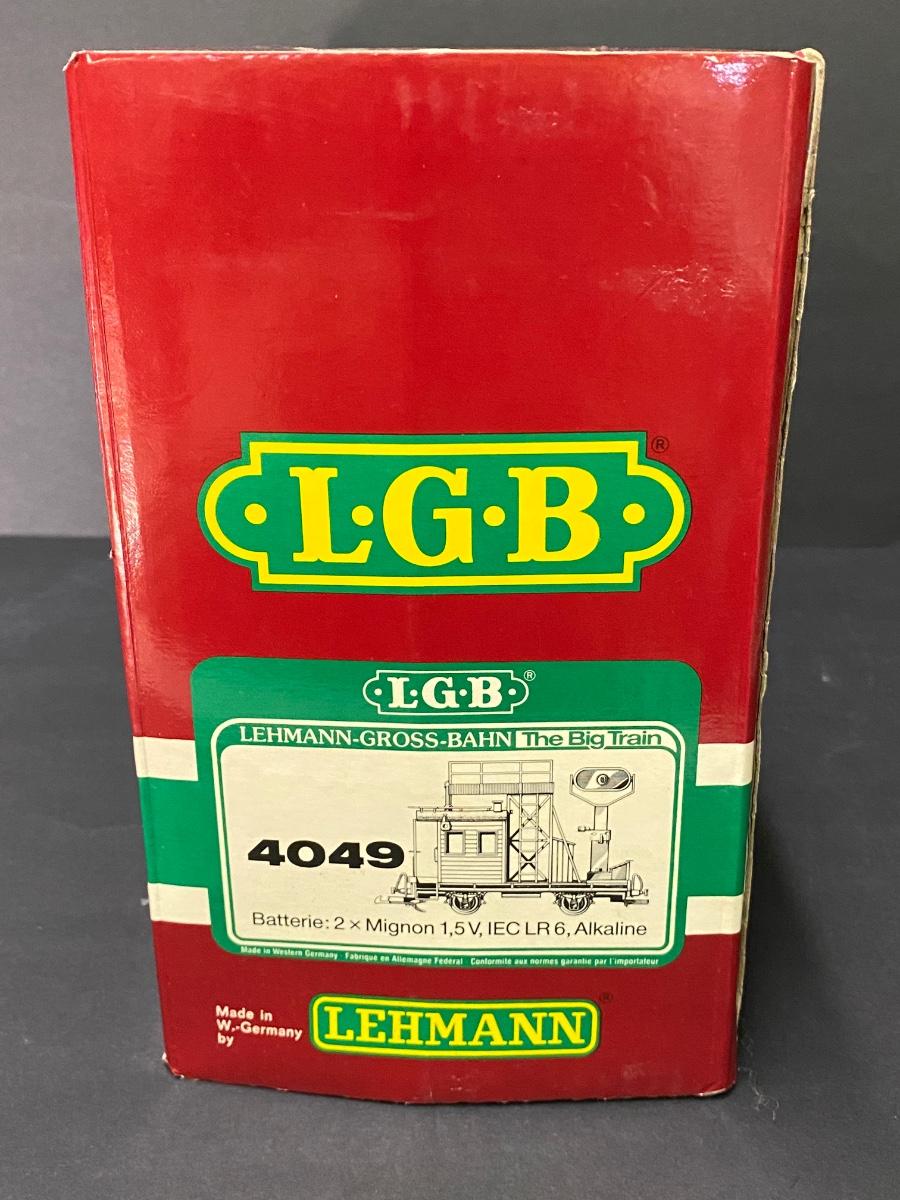 L·G·B ®
L·G·B ®
LEHMANN-GROSS-BAHN The Big Train
4049
Batterie: 2 x Mignon 1,5 V, IEC LR 6, Alkaline
Made in Western Germany · Fabriqué en Allemagne Fédéral · Conformité aux normes garantie par l'importateur
Made in
W.-Germany
by
LEHMANN ®